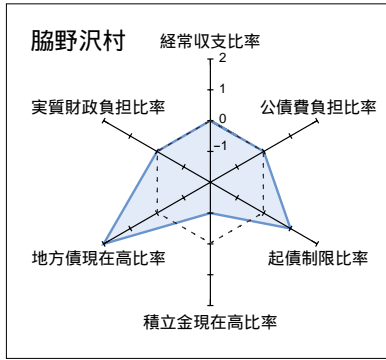 脇野沢村
経常収支比率
2
1
0
−1
公債費負担比率
起債制限比率
積立金現在高比率
地方債現在高比率
実質財政負担比率